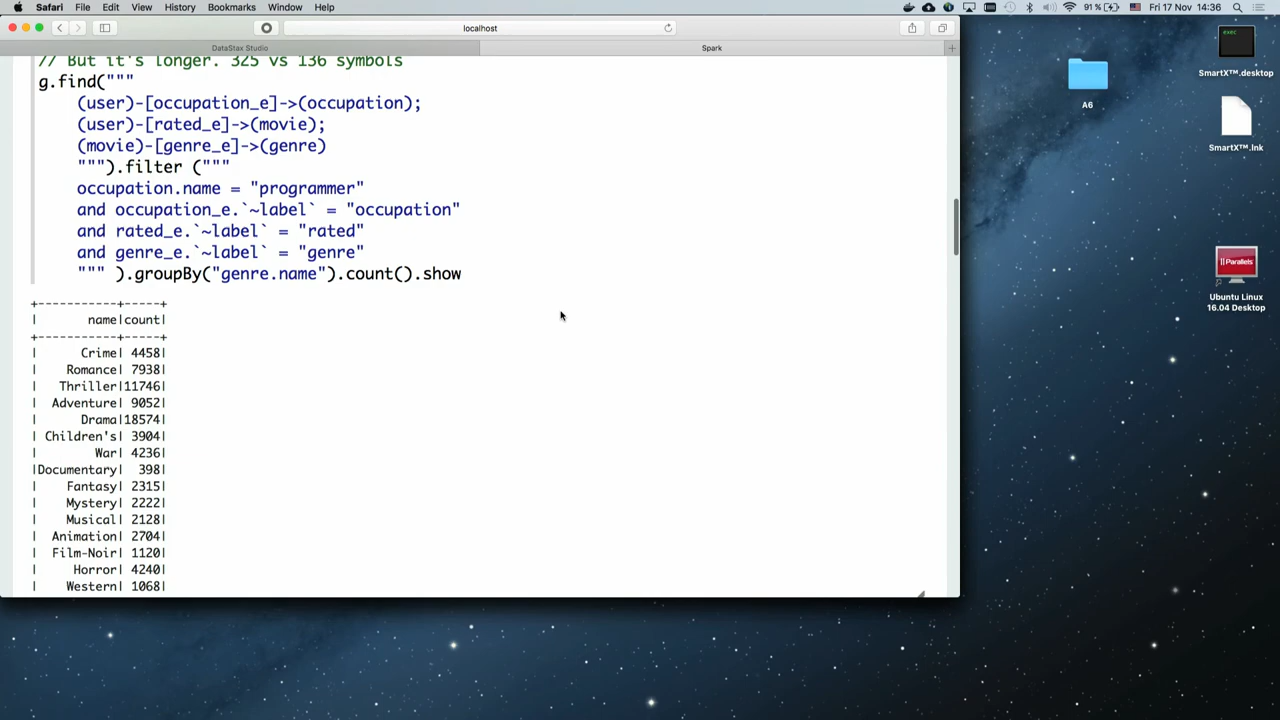 Safari File Edit View History Bookmarks Window Help 91 % Fri 17 Nov 14:36
localhost
DataStax Studio Spark
// But it's longer. 325 vs 136 symbols
g.find("""
(user)-[occupation_e]->(occupation);
(user)-[rated_e]->(movie);
(movie)-[genre_e]->(genre)
""").filter ("""
occupation.name = "programmer"
and occupation_e.`~label` = "occupation"
and rated_e.`~label` = "rated"
and genre_e.`~label` = "genre"
""" ).groupBy("genre.name").count().show
+-----------+-----+
| name|count|
+-----------+-----+
| Crime| 4458|
| Romance| 7938|
| Thriller|11746|
| Adventure| 9052|
| Drama|18574|
| Children's| 3904|
| War| 4236|
|Documentary| 398|
| Fantasy| 2315|
| Mystery| 2222|
| Musical| 2128|
| Animation| 2704|
| Film-Noir| 1120|
| Horror| 4240|
| Western| 1068|
A6
exec
SmartX™.desktop
SmartX™.lnk
|| Parallels
Ubuntu Linux
16.04 Desktop